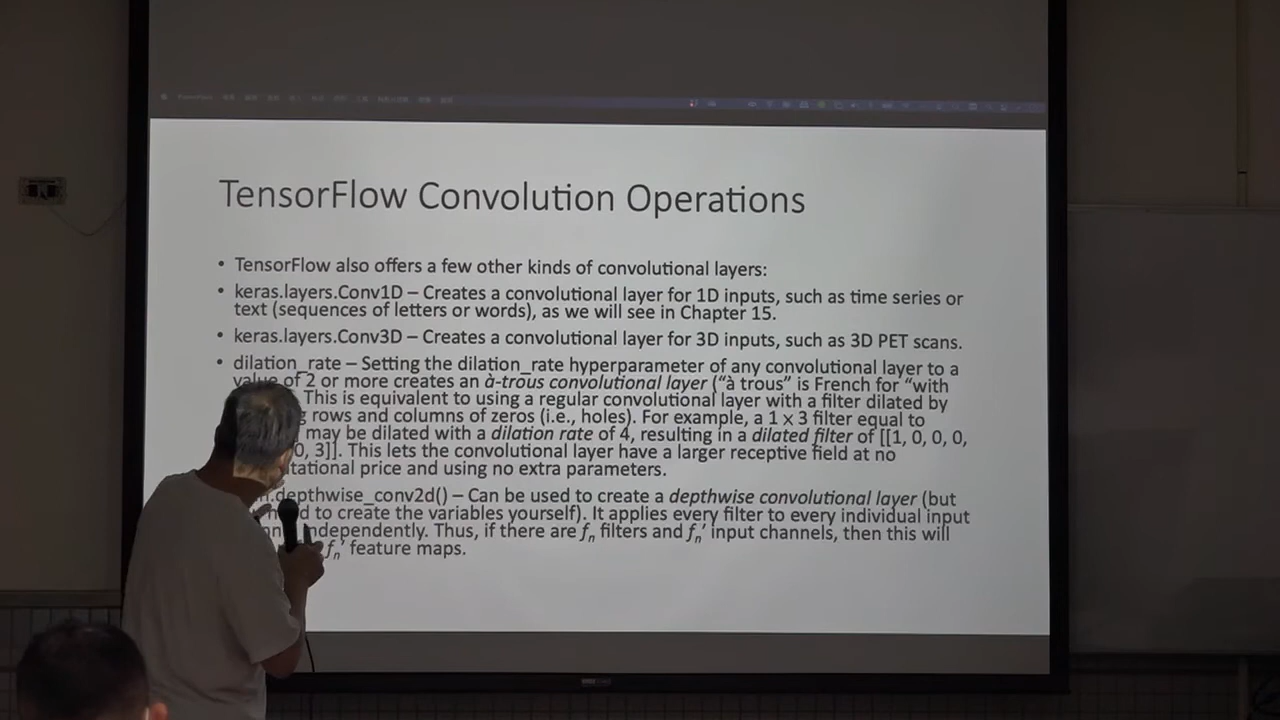 TensorFlow Convolution Operations
• TensorFlow also offers a few other kinds of convolutional layers:
• keras.layers.Conv1D – Creates a convolutional layer for 1D inputs, such as time series or
text (sequences of letters or words), as we will see in Chapter 15.
• keras.layers.Conv3D – Creates a convolutional layer for 3D inputs, such as 3D PET scans.
• dilation_rate – Setting the dilation_rate hyperparameter of any convolutional layer to a
value of 2 or more creates an à-trous convolutional layer (“à trous” is French for “with
This is equivalent to using a regular convolutional layer with a filter dilated by
rows and columns of zeros (i.e., holes). For example, a 1 x 3 filter equal to
may be dilated with a dilation rate of 4, resulting in a dilated filter of [[1, 0, 0, 0,
0, 3]]. This lets the convolutional layer have a larger receptive field at no
price and using no extra parameters.
depthwise_conv2d() – Can be used to create a depthwise convolutional layer (but
to create the variables yourself). It applies every filter to every individual input
independently. Thus, if there are fn filters and fn′ input channels, then this will
fn′ feature maps.